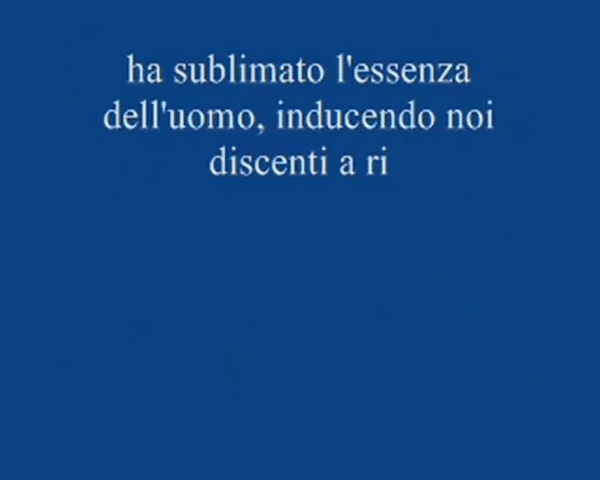 ha sublimato l'essenza
dell'uomo, inducendo noi
discenti a ri